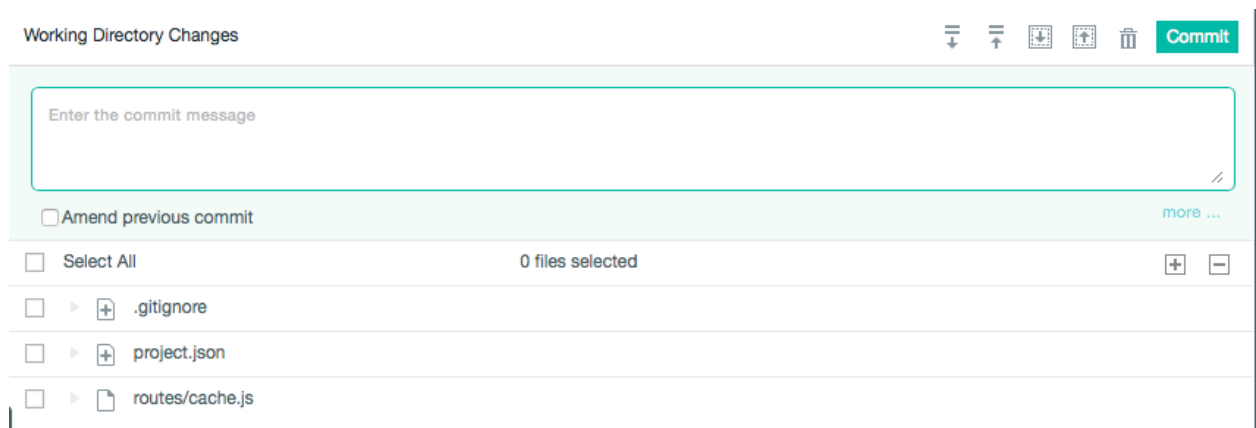 Working Directory Changes
Commit
Enter the commit message
Amend previous commit
more ...
Select All
0 files selected
.gitignore
project.json
routes/cache.js